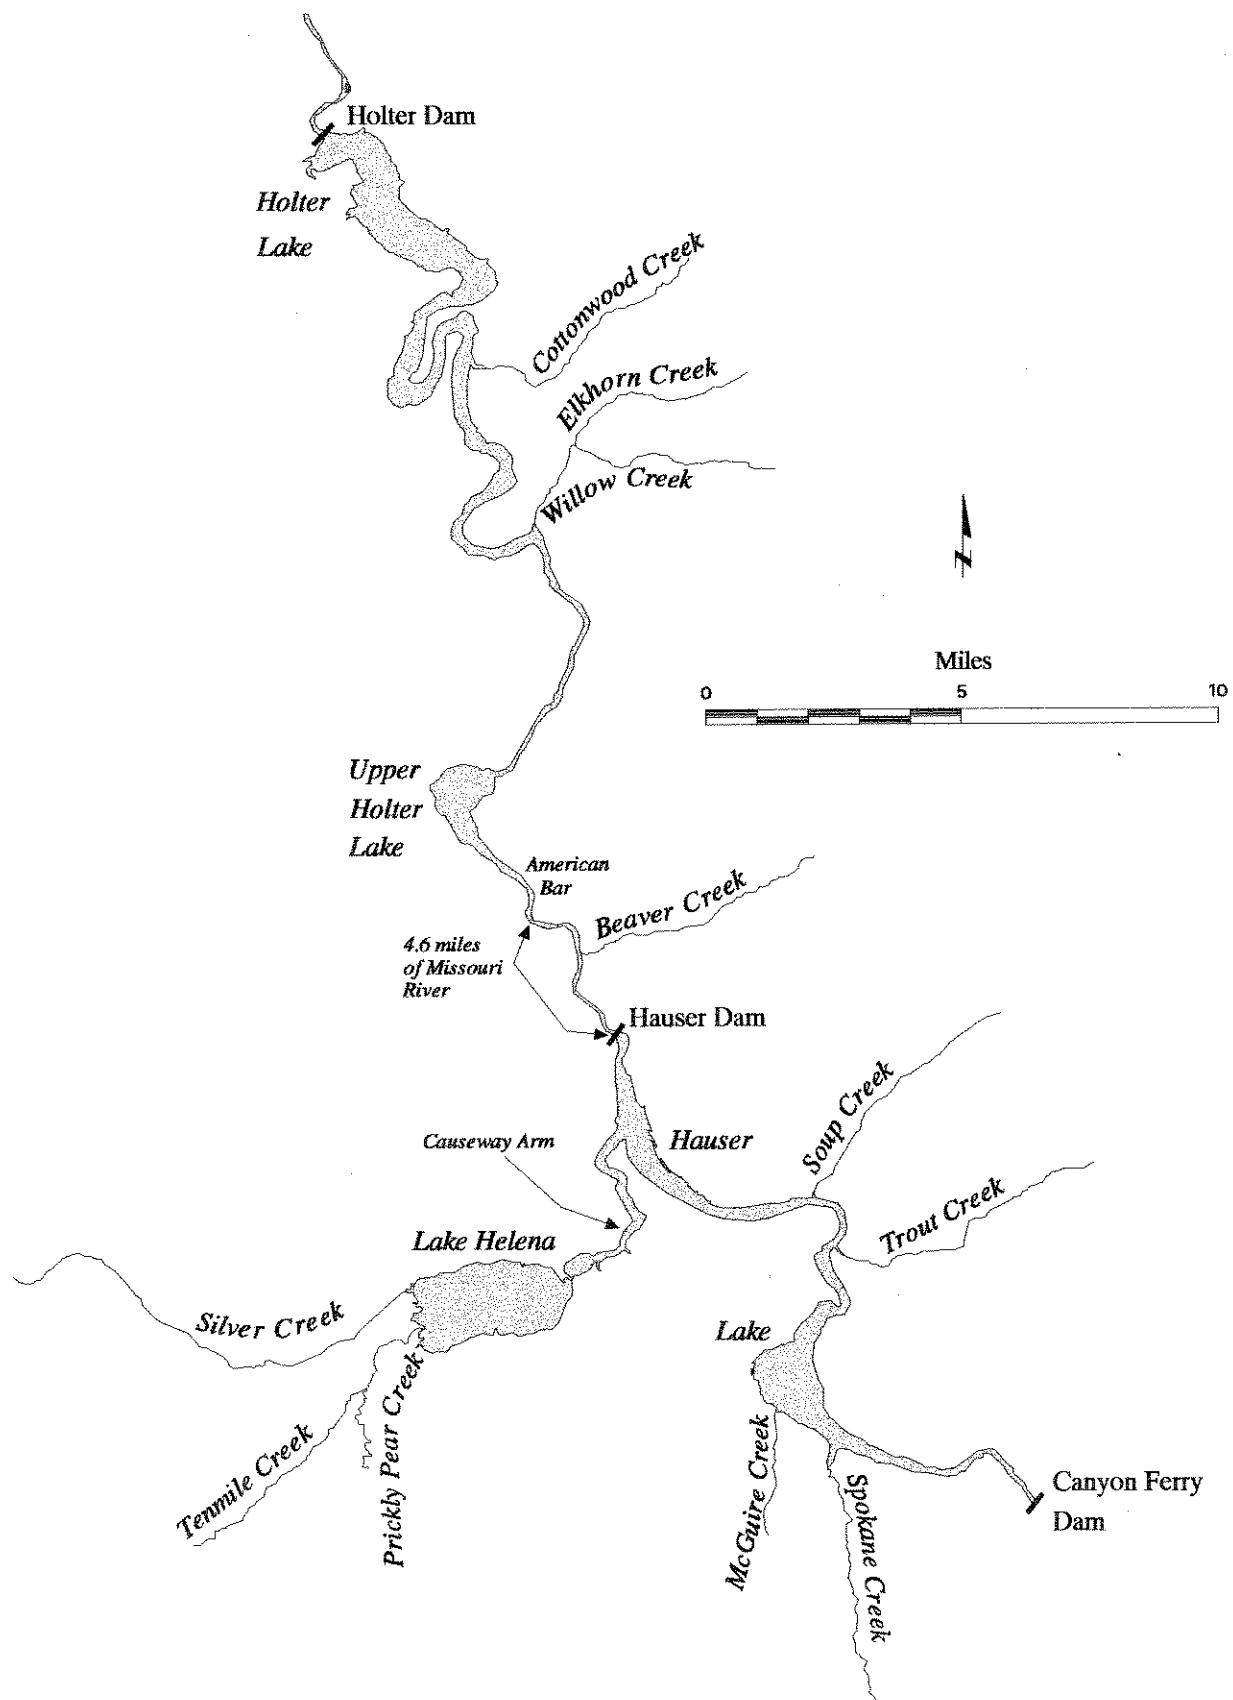 Holter Dam
Holter
Lake
Cottonwood Creek
Elkhorn Creek
Willow Creek
N
Miles
0 5 10
Upper
Holter
Lake
American
Bar
Beaver Creek
4.6 miles
of Missouri
River
Hauser Dam
Soup Creek
Causeway Arm
Hauser
Trout Creek
Lake Helena
Silver Creek
Lake
Prickly Pear Creek
Tenmile Creek
McGuire Creek
Spokane Creek
Canyon Ferry
Dam